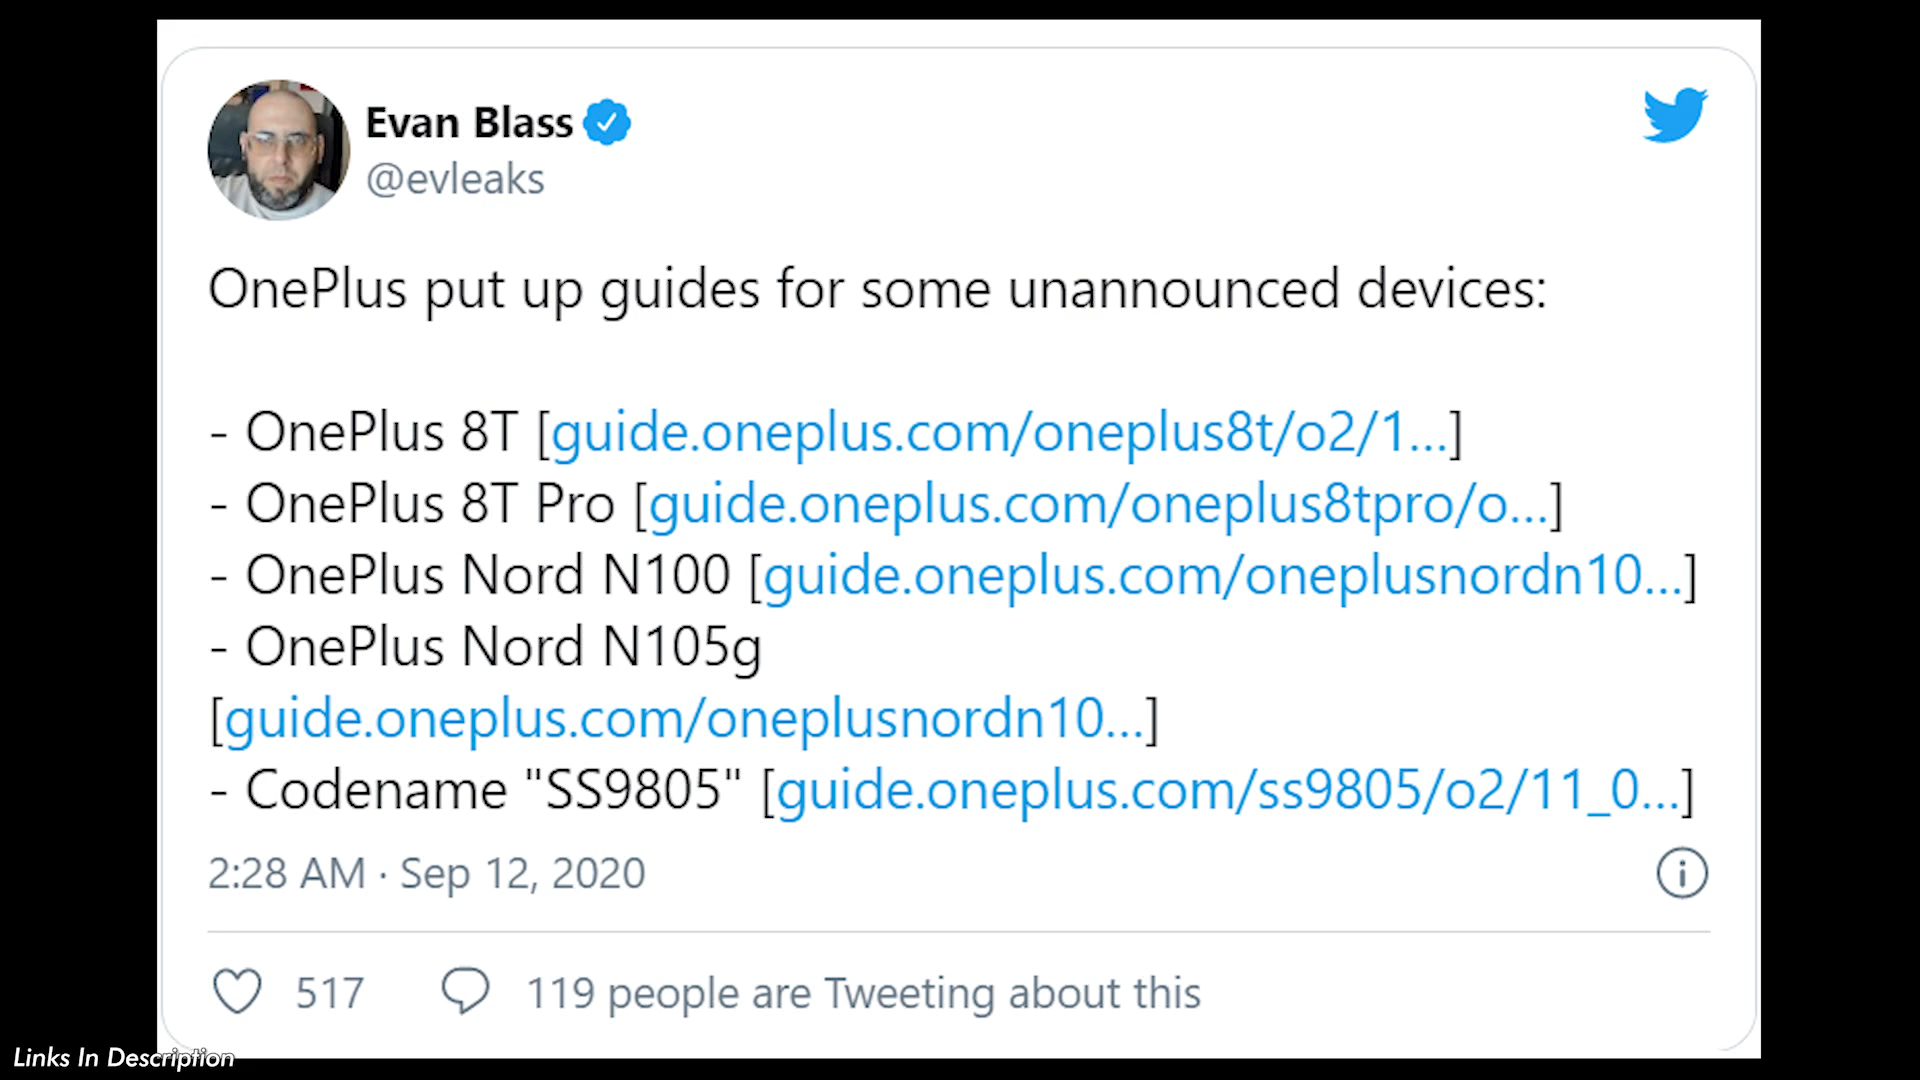 Evan Blass
@evleaks
OnePlus put up guides for some unannounced devices:
- OnePlus 8T [guide.oneplus.com/oneplus8t/o2/1...]
- OnePlus 8T Pro [guide.oneplus.com/oneplus8tpro/o...]
- OnePlus Nord N100 [guide.oneplus.com/oneplusnordn10...]
- OnePlus Nord N105g
[guide.oneplus.com/oneplusnordn10...]
- Codename "SS9805" [guide.oneplus.com/ss9805/o2/11_0...]
2:28 AM · Sep 12, 2020
517 119 people are Tweeting about this
Links In Description